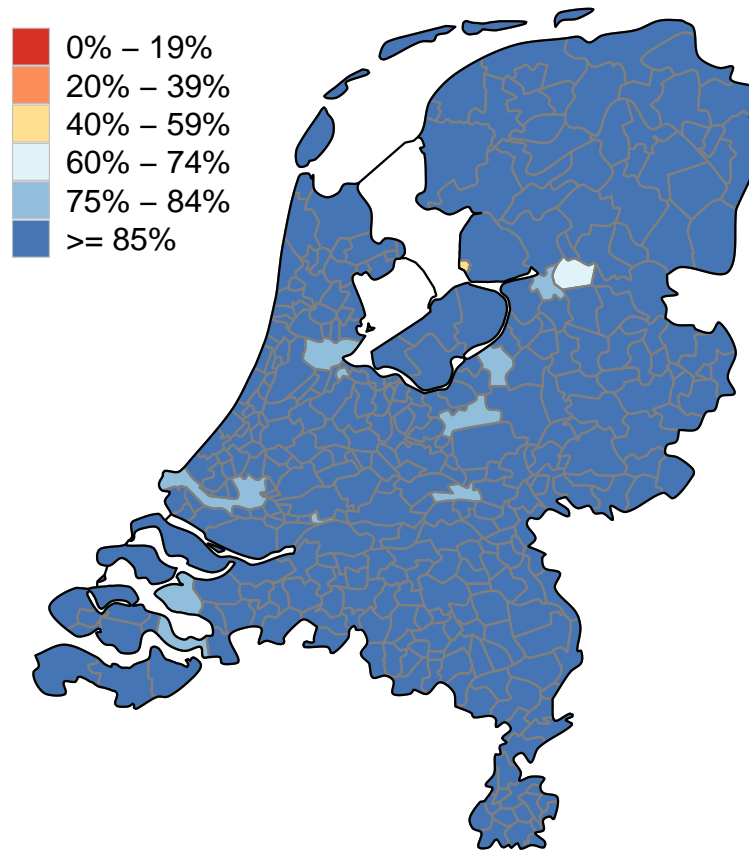 0% – 19%
20% – 39%
40% – 59%
60% – 74%
75% – 84%
>= 85%